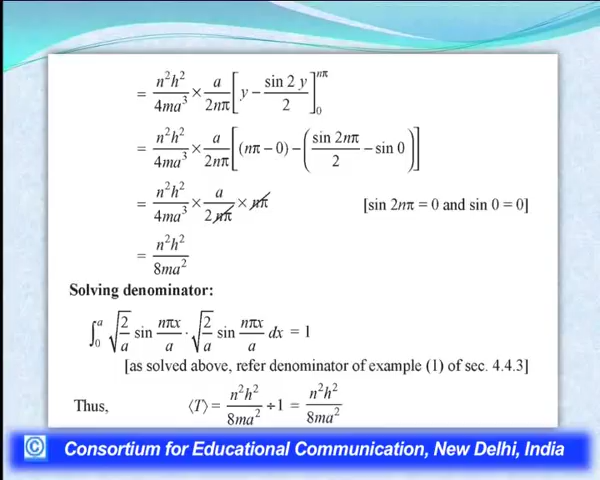 = n²h²/4ma³ × a/2nπ [y − sin 2y/2]₀ⁿᵖⁱ
= n²h²/4ma³ × a/2nπ [(nπ − 0) − (sin 2nπ/2 − sin 0)]
= n²h²/4ma³ × a/2nπ × nπ [sin 2nπ = 0 and sin 0 = 0]
= n²h²/8ma²
Solving denominator:
∫₀ᵃ √(2/a) sin nπx/a · √(2/a) sin nπx/a dx = 1
[as solved above, refer denominator of example (1) of sec. 4.4.3]
Thus, ⟨T⟩ = n²h²/8ma² ÷ 1 = n²h²/8ma²
© Consortium for Educational Communication, New Delhi, India